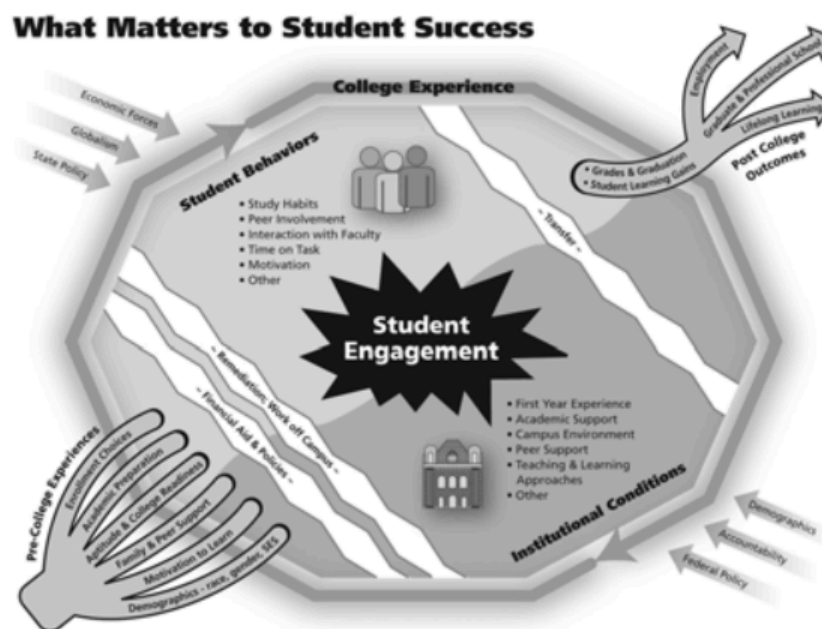 What Matters to Student Success
College Experience
Economic Forces
Globalism
State Policy
Student Behaviors
▪ Study Habits
▪ Peer Involvement
▪ Interaction with Faculty
▪ Time on Task
▪ Motivation
▪ Other
Employment
Graduate & Professional School
Lifelong Learning
Post College
Outcomes
• Grades & Graduation
• Student Learning Gains
~ Transfer ~
Student
Engagement
~ Remediation; Work off Campus ~
~ Financial Aid & Policies ~
▪ First Year Experience
▪ Academic Support
▪ Campus Environment
▪ Peer Support
▪ Teaching & Learning
Approaches
▪ Other
Institutional Conditions
Pre-College Experiences
Enrollment Choices
Academic Preparation
Aptitude & College Readiness
Family & Peer Support
Motivation to Learn
Demographics - race, gender, SES
Demographics
Accountability
Federal Policy